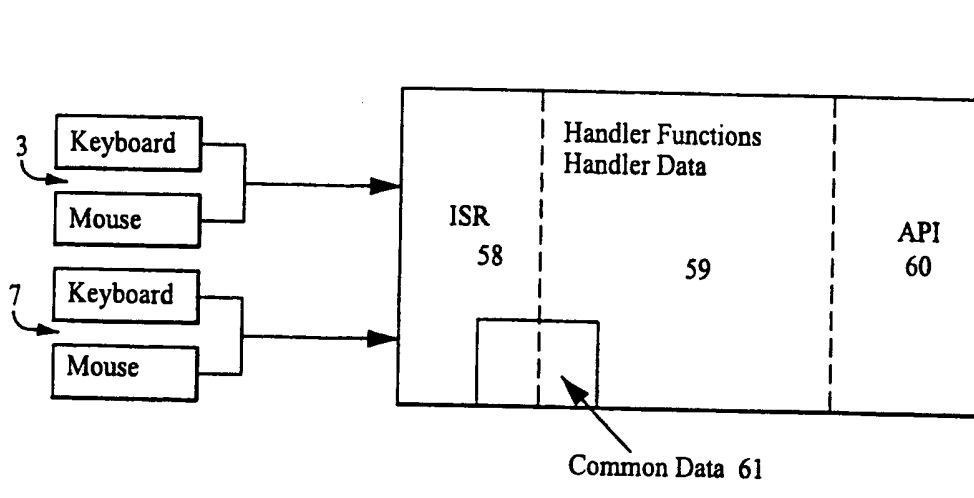 3
Keyboard
Mouse
7
Keyboard
Mouse
ISR
58
Handler Functions
Handler Data
59
API
60
Common Data 61